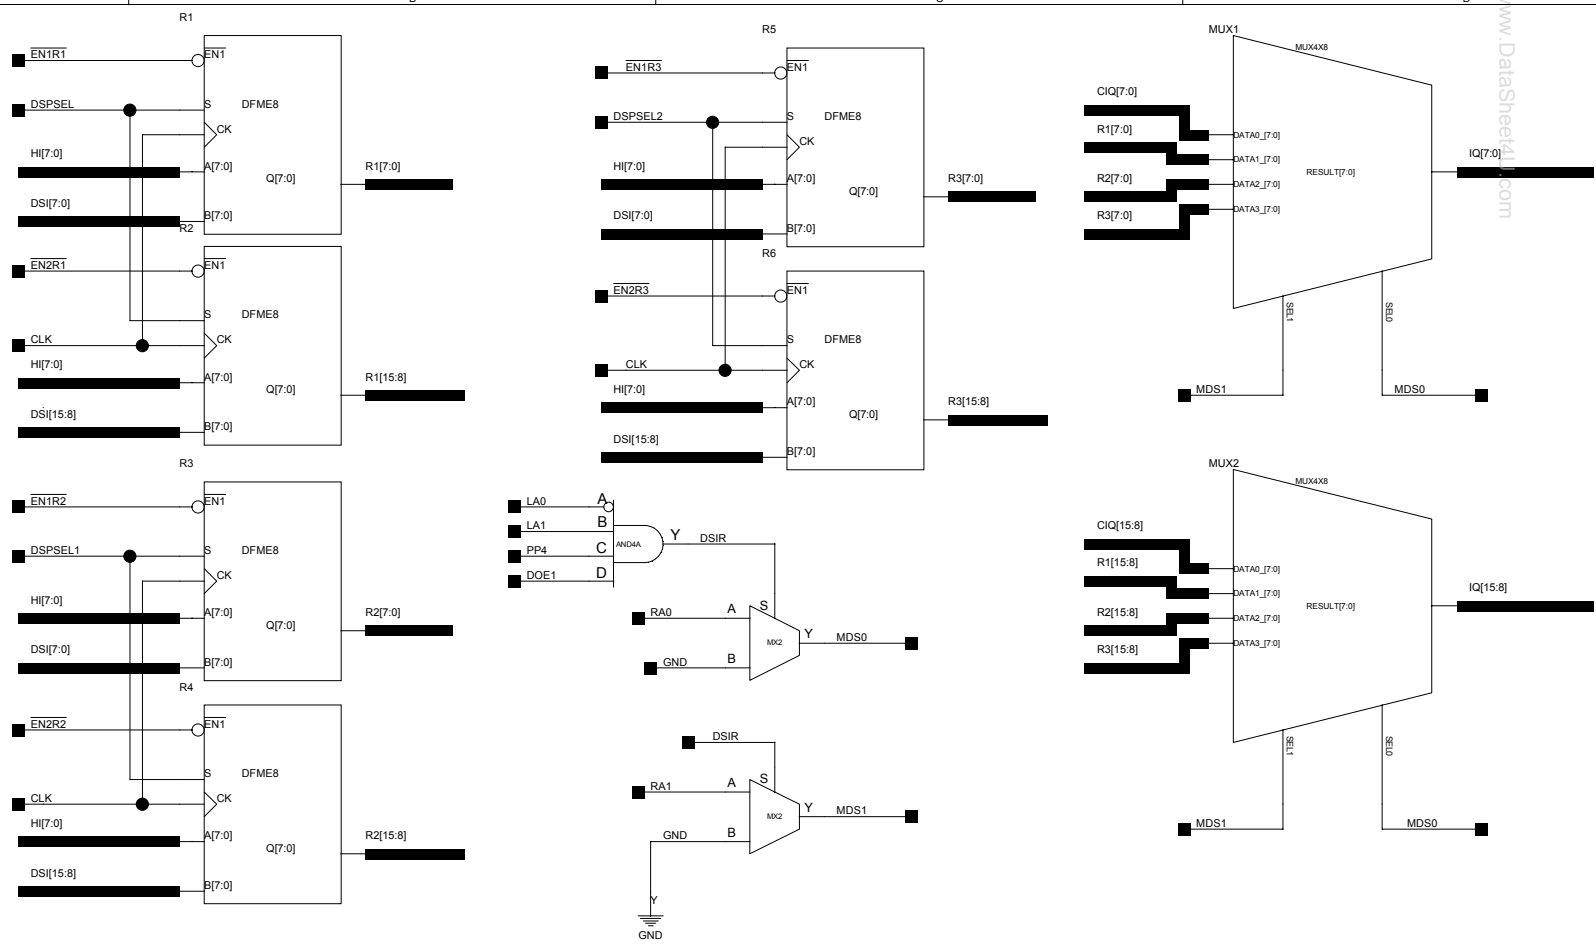 R1
EN1R1
EN1
DSPSEL
S
DFME8
CK
HI[7:0]
A[7:0]
Q[7:0]
R1[7:0]
DSI[7:0]
B[7:0]
R2
EN2R1
EN1
S
DFME8
CLK
CK
HI[7:0]
A[7:0]
Q[7:0]
R1[15:8]
DSI[15:8]
B[7:0]
R3
EN1R2
EN1
DSPSEL1
S
DFME8
CK
HI[7:0]
A[7:0]
Q[7:0]
R2[7:0]
DSI[7:0]
B[7:0]
R4
EN2R2
EN1
S
DFME8
CLK
CK
HI[7:0]
A[7:0]
Q[7:0]
R2[15:8]
DSI[15:8]
B[7:0]
R5
EN1R3
EN1
DSPSEL2
S
DFME8
CK
HI[7:0]
A[7:0]
Q[7:0]
R3[7:0]
DSI[7:0]
B[7:0]
R6
EN2R3
EN1
S
DFME8
CLK
CK
HI[7:0]
A[7:0]
Q[7:0]
R3[15:8]
DSI[15:8]
B[7:0]
LA0
A
LA1
B
PP4
C
DOE1
D
AND4A
Y
DSIR
RA0
A
S
MX2
Y
MDS0
GND
B
DSIR
RA1
A
S
MX2
Y
MDS1
GND
B
Y
GND
MUX1
MUX4X8
CIQ[7:0]
R1[7:0]
R2[7:0]
R3[7:0]
DATA0_[7:0]
DATA1_[7:0]
DATA2_[7:0]
DATA3_[7:0]
RESULT[7:0]
IQ[7:0]
SEL1
SEL0
MDS1
MDS0
MUX2
MUX4X8
CIQ[15:8]
R1[15:8]
R2[15:8]
R3[15:8]
DATA0_[7:0]
DATA1_[7:0]
DATA2_[7:0]
DATA3_[7:0]
RESULT[7:0]
IQ[15:8]
SEL1
SEL0
MDS1
MDS0
www.DataSheet4U.com